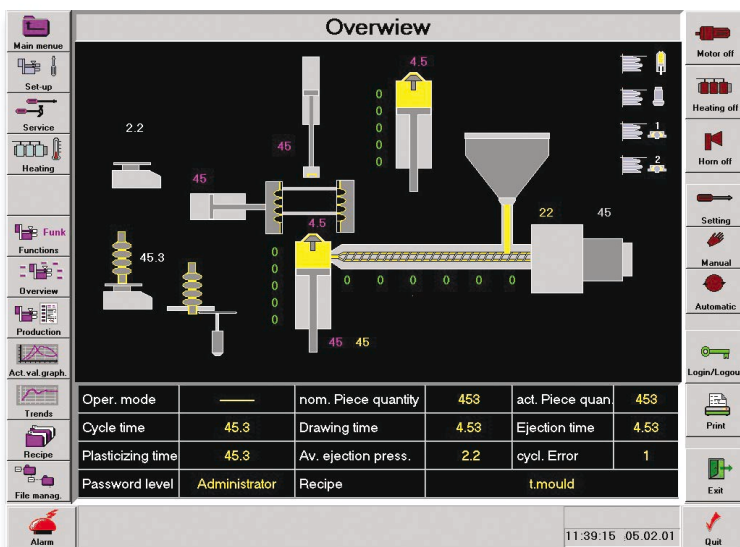 Overwiew
Main menue
Set-up
Service
Heating
Funk
Functions
Overview
Production
Act.val.graph.
Trends
Recipe
File manag.
Alarm
2.2
45.3
45
45
4.5
0
0
0
0
0
4.5
0
0
0
0
0
45 45
22 45
0 0 0 0 0 0
1
2
Motor off
Heating off
Horn off
Setting
Manual
Automatic
Login/Logou
Print
Exit
Quit
Oper. mode nom. Piece quantity 453 act. Piece quan. 453
Cycle time 45.3 Drawing time 4.53 Ejection time 4.53
Plasticizing time 45.3 Av. ejection press. 2.2 cycl. Error 1
Password level Administrator Recipe t.mould
11:39:15 05.02.01